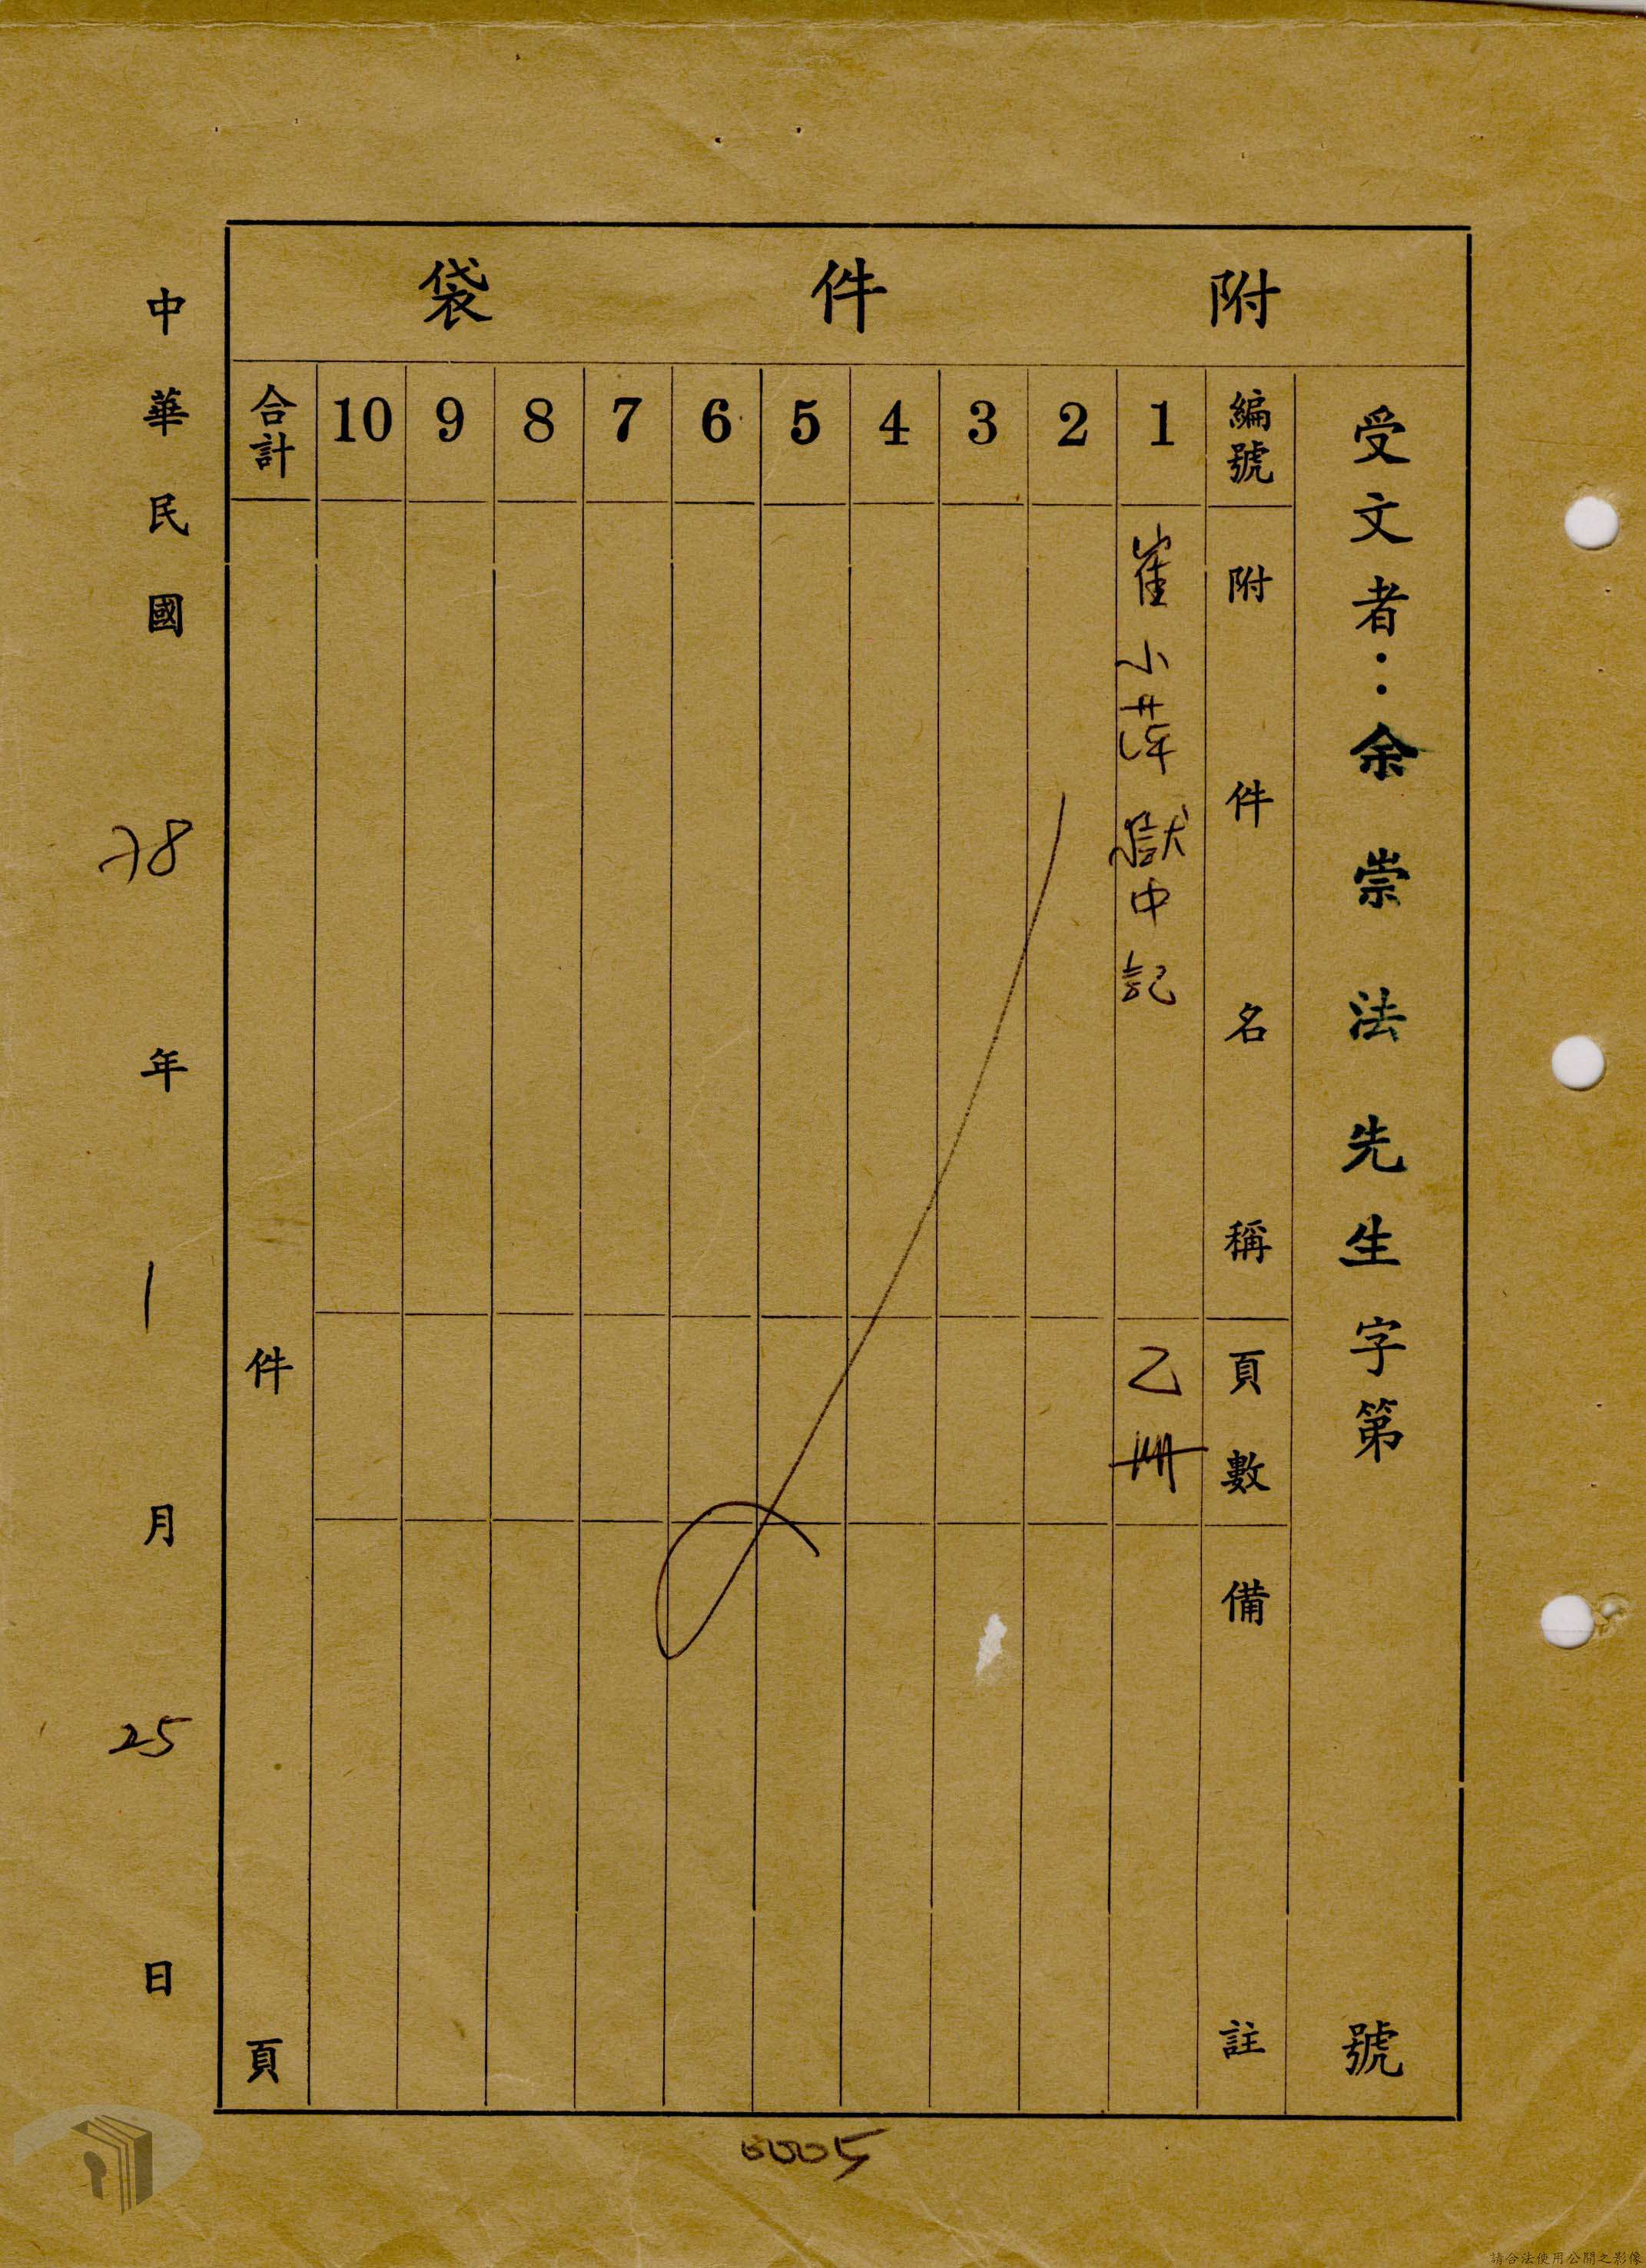 附件袋
受文者：余崇法先生字第 號
編號 附件名稱 頁數 備註
1 崔小萍獄中記 乙冊
2
3
4
5
6
7
8
9
10
合計 件 頁
中華民國 78 年 1 月 25 日
0005
請合法使用公開之影像